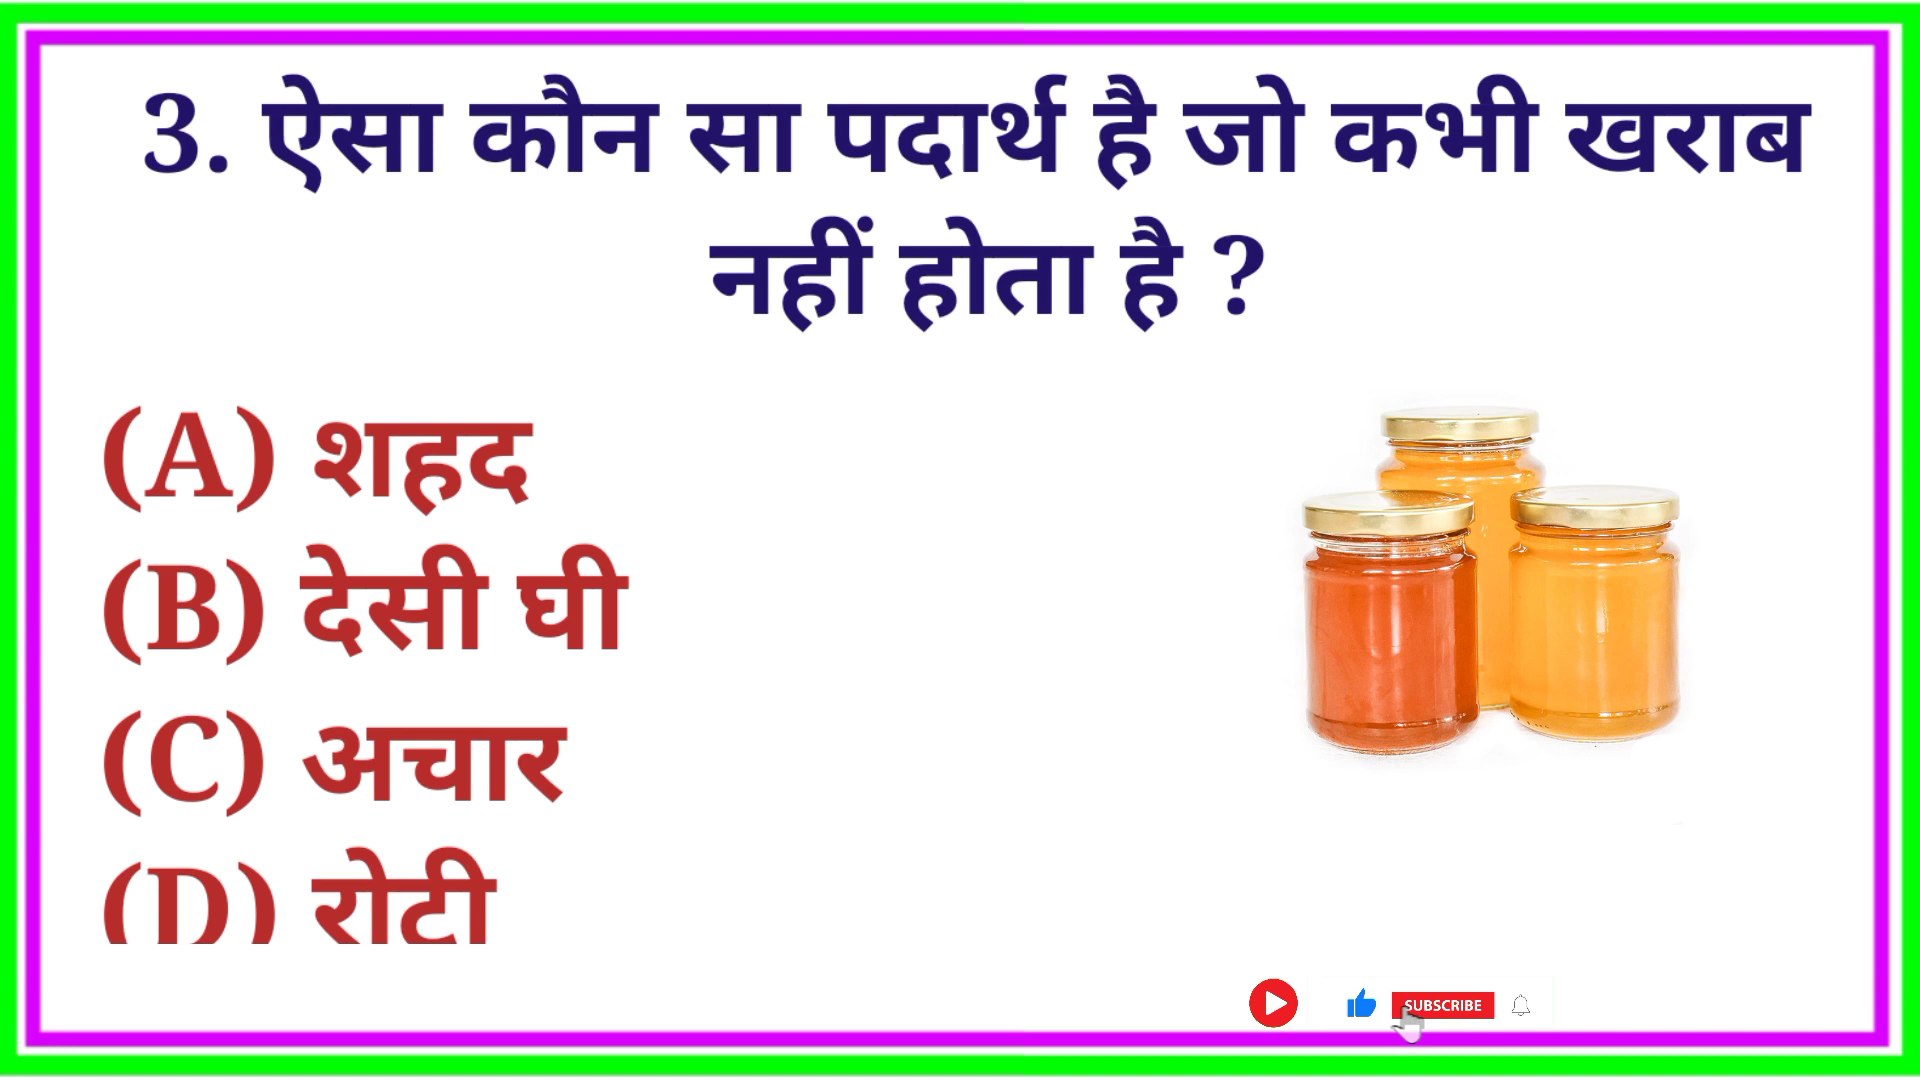 3. ऐसा कौन सा पदार्थ है जो कभी खराब
नहीं होता है ?
(A) शहद
(B) देसी घी
(C) अचार
(D) रोटी
SUBSCRIBE